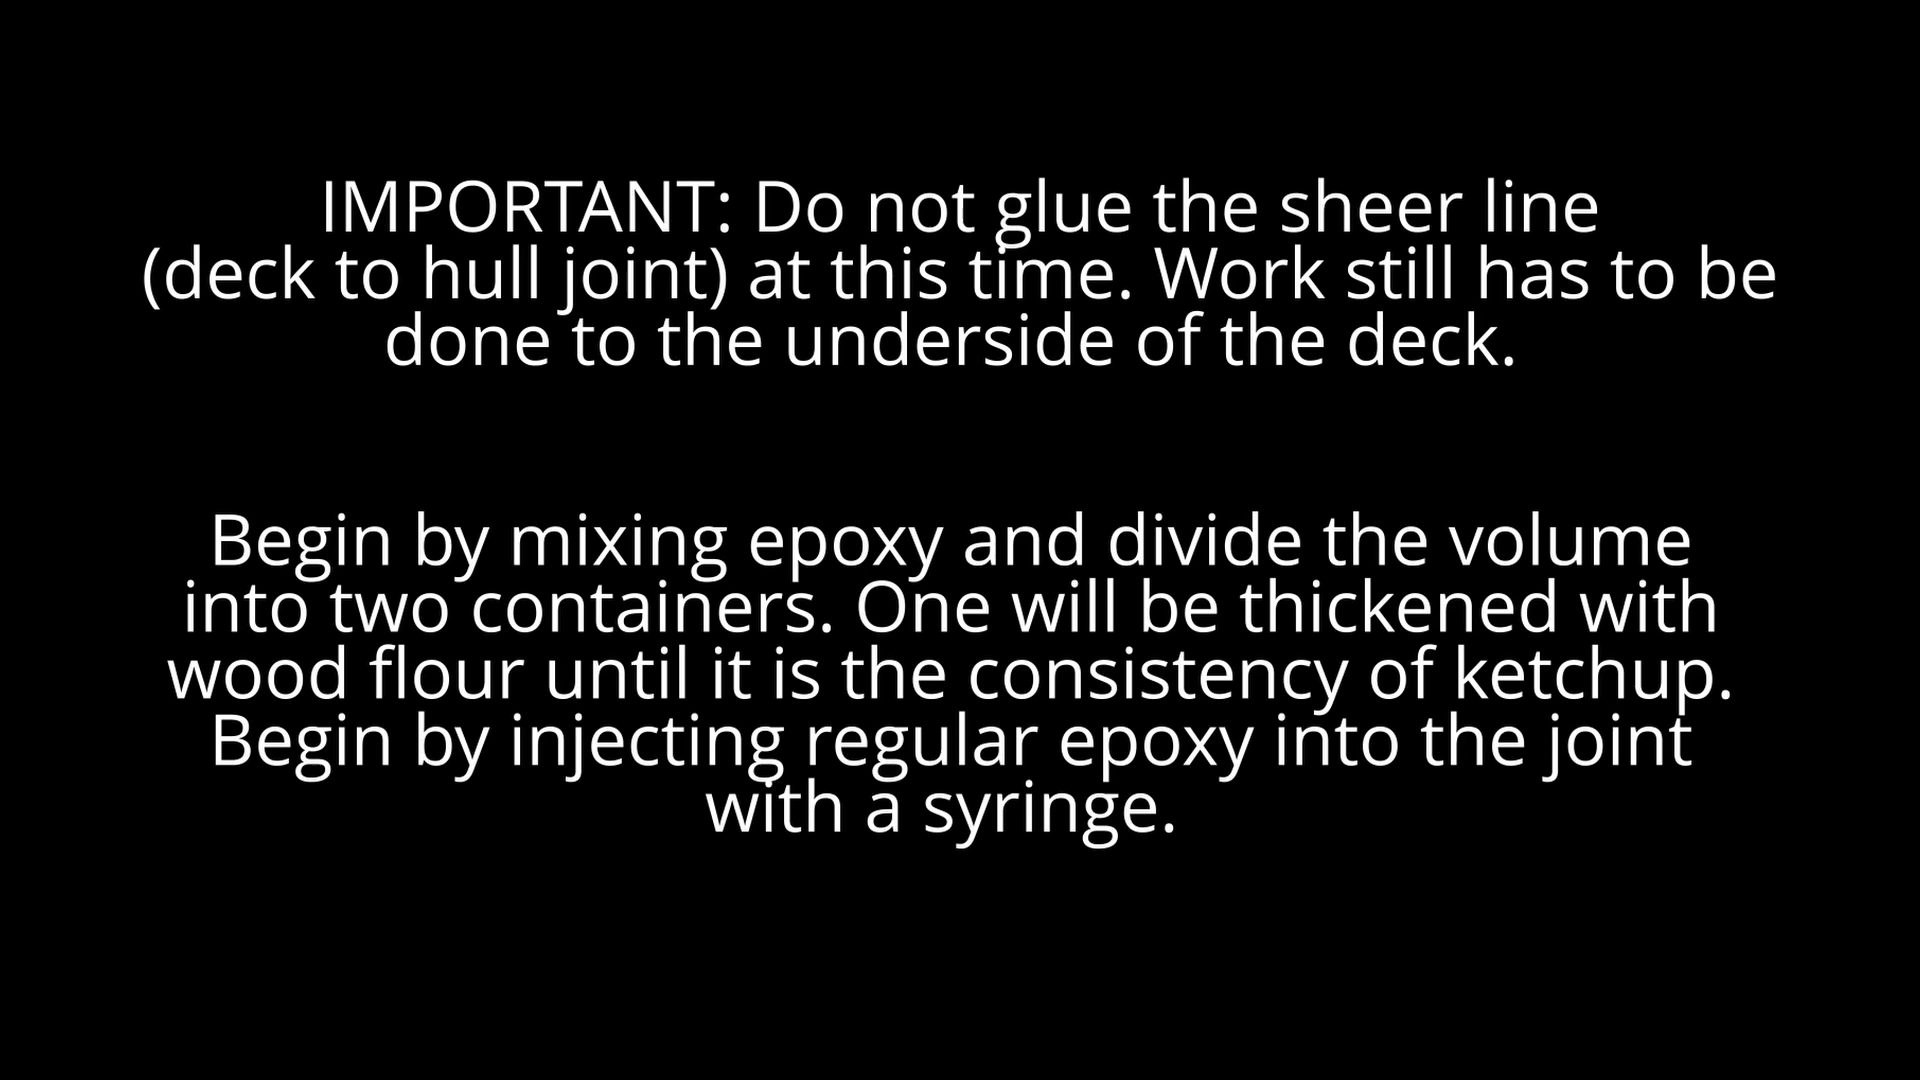 IMPORTANT: Do not glue the sheer line
(deck to hull joint) at this time. Work still has to be
done to the underside of the deck.
Begin by mixing epoxy and divide the volume
into two containers. One will be thickened with
wood flour until it is the consistency of ketchup.
Begin by injecting regular epoxy into the joint
with a syringe.